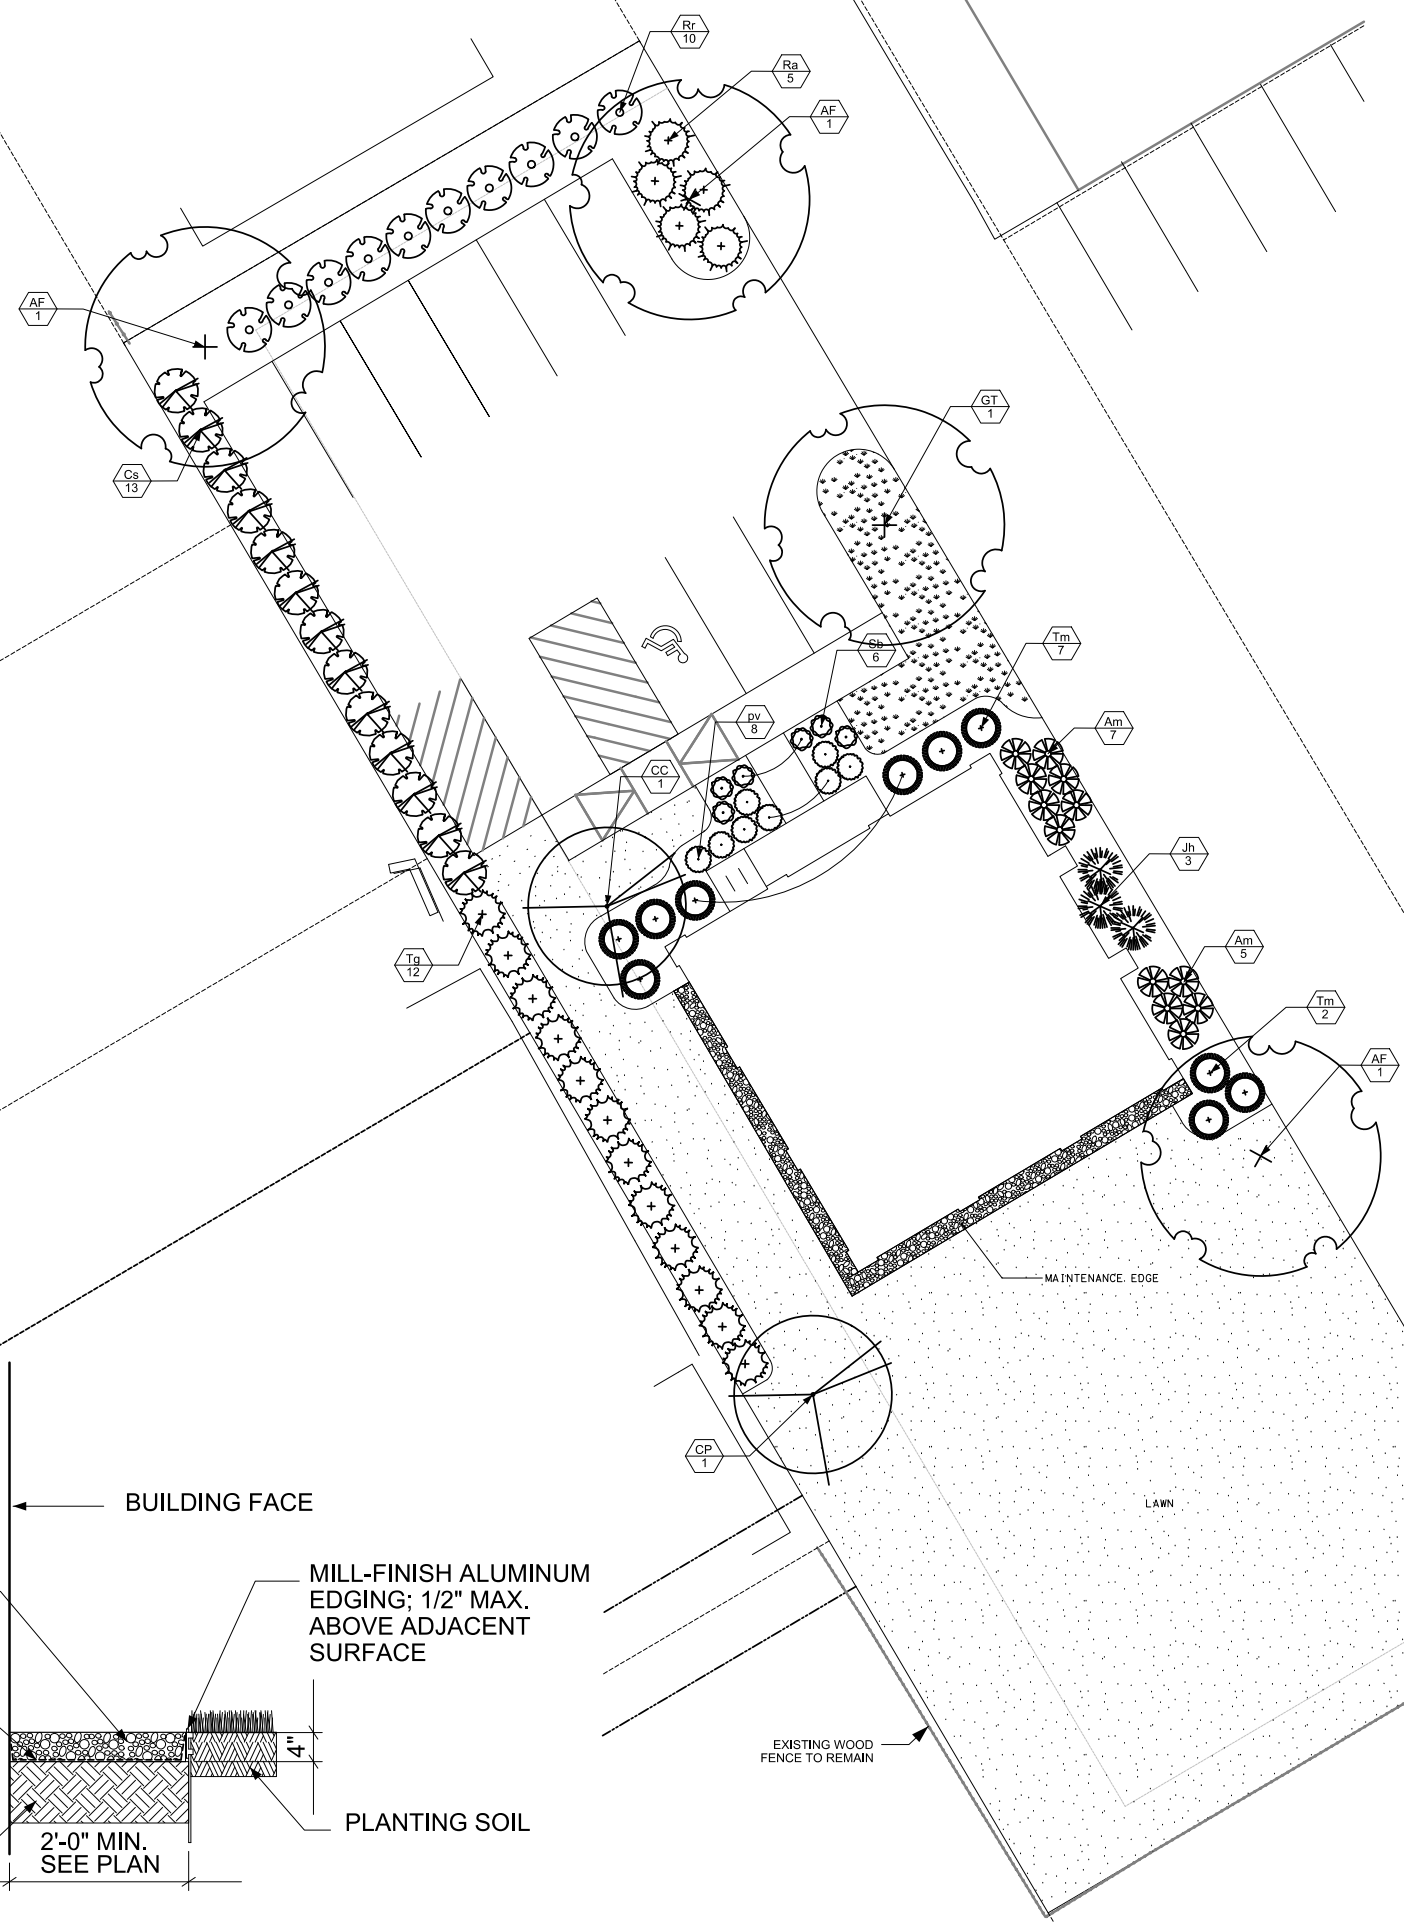 Rr
10
Ra
5
AF
1
AF
1
GT
1
Cs
13
Sb
6
Tm
7
pv
8
Am
7
CC
1
Jh
3
Am
5
Tg
12
Tm
2
AF
1
MAINTENANCE EDGE
CP
1
LAWN
BUILDING FACE
MILL-FINISH ALUMINUM
EDGING; 1/2" MAX.
ABOVE ADJACENT
SURFACE
4"
EXISTING WOOD
FENCE TO REMAIN
PLANTING SOIL
2'-0" MIN.
SEE PLAN